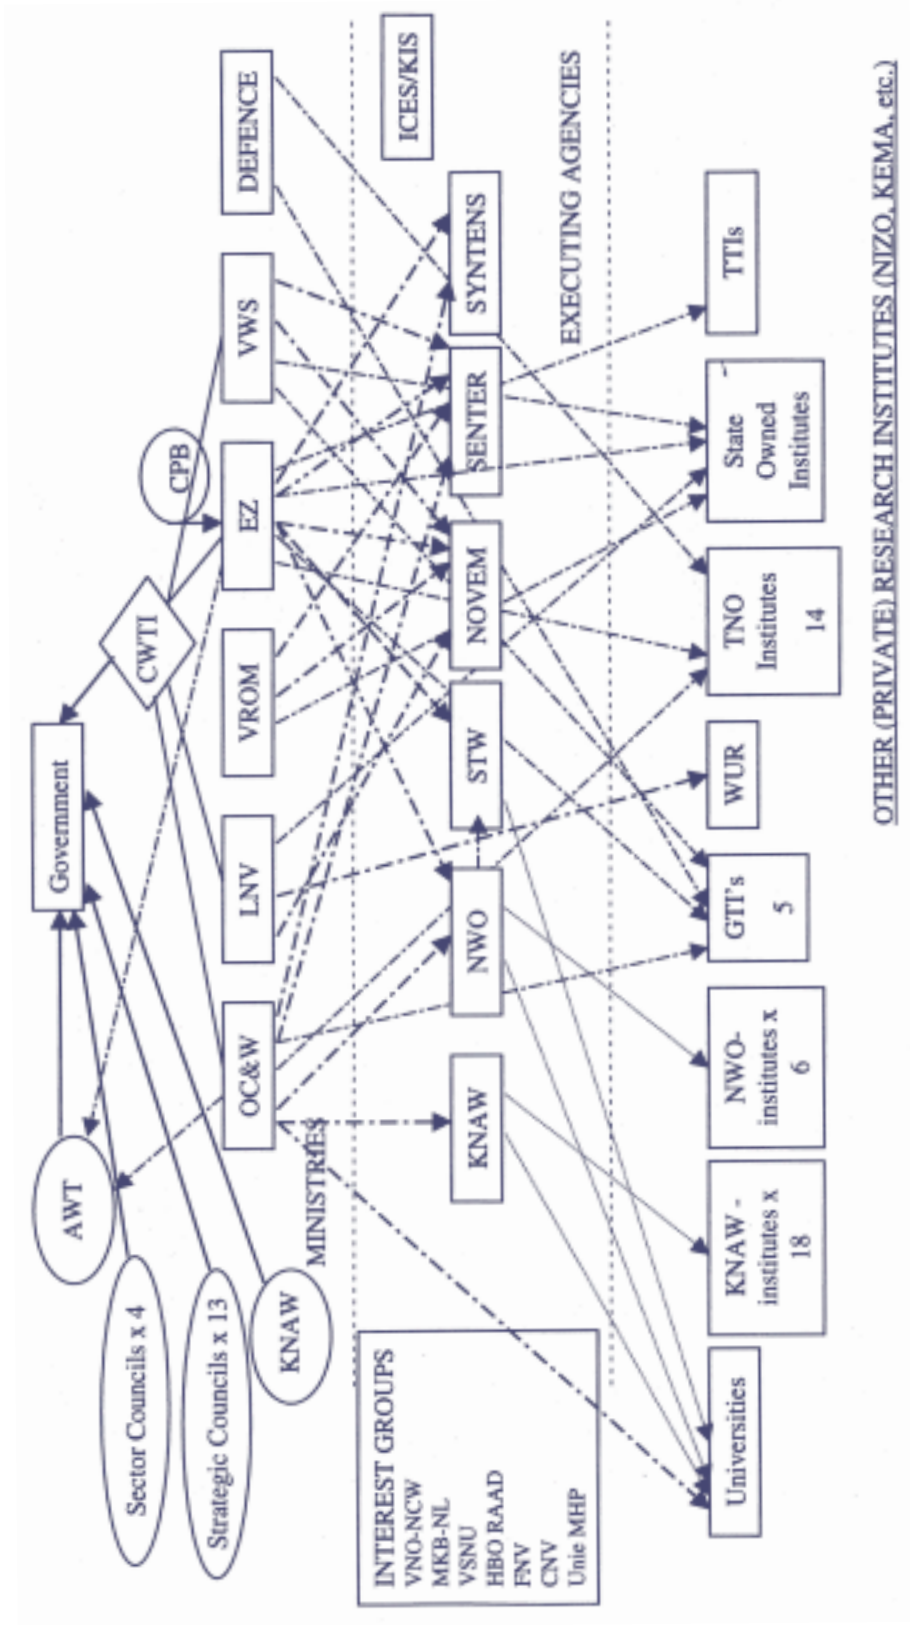 Government
AWT
CWTI
CPB
Sector Councils x 4
Strategic Councils x 13
KNAW
OC&W
LNV
VROM
EZ
VWS
DEFENCE
MINISTRIES
ICES/KIS
INTEREST GROUPS
VNO-NCW
MKB-NL
VSNU
HBO RAAD
FNV
CNV
Unie MHP
KNAW
NWO
STW
NOVEM
SENTER
SYNTENS
EXECUTING AGENCIES
Universities
KNAW -
institutes x
18
NWO-
institutes x
6
GTI's
5
WUR
TNO
Institutes
14
State
Owned
Institutes
TTIs
OTHER (PRIVATE) RESEARCH INSTITUTES (NIZO, KEMA, etc.)